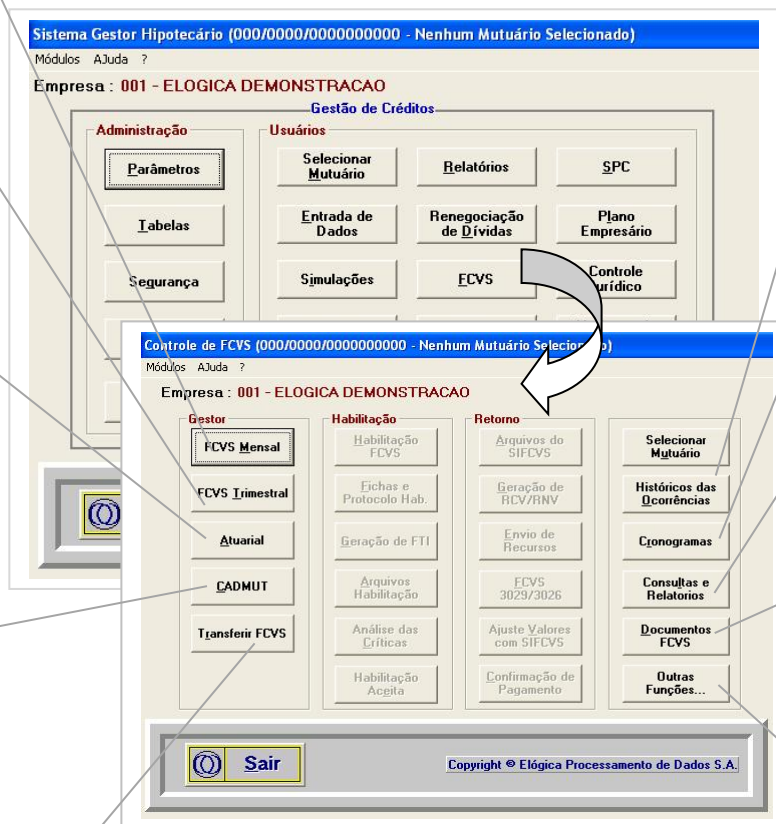 Sistema Gestor Hipotecário (000/0000/0000000000 - Nenhum Mutuário Selecionado)
Módulos AJuda ?
Empresa : 001 - ELOGICA DEMONSTRACAO
Gestão de Créditos
Administração
Usuários
Parâmetros
Selecionar
Mutuário
Relatórios
SPC
Tabelas
Entrada de
Dados
Renegociação
de Dívidas
Plano
Empresário
Segurança
Simulações
FCVS
Controle
urídico
Controle de FCVS (000/0000/0000000000 - Nenhum Mutuário Selecion o)
Módulos AJuda ?
Empresa : 001 - ELOGICA DEMONSTRACAO
Gestor
Habilitação
Retorno
FCVS Mensal
Habilitação
FCVS
Arquivos do
SIFCVS
Selecionar
Mutuário
FCVS Trimestral
Fichas e
Protocolo Hab.
Geração de
RCV/RNV
Históricos das
Ocorrências
Atuarial
Geração de FTI
Envio de
Recursos
Cronogramas
CADMUT
Arquivos
Habilitação
FCVS
3029/3026
Consultas e
Relatorios
Transferir FCVS
Análise das
Críticas
Ajuste Valores
com SIFCVS
Documentos
FCVS
Habilitação
Aceita
Confirmação de
Pagamento
Outras
Funções...
Sair
Copyright © Elógica Processamento de Dados S.A.